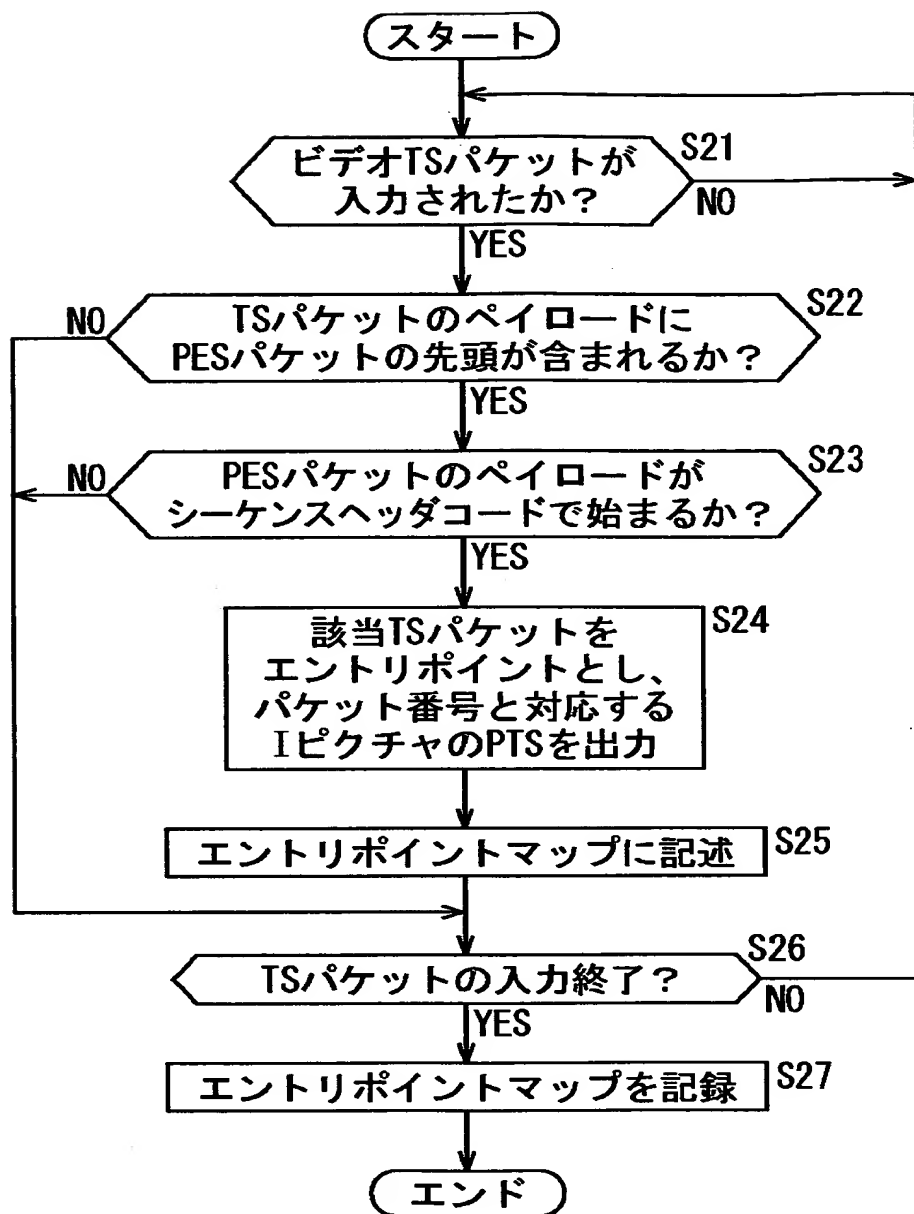 スタート
S21
ビデオTSパケットが
入力されたか?
NO
YES
S22
NO
TSパケットのペイロードに
PESパケットの先頭が含まれるか?
YES
S23
NO
PESパケットのペイロードが
シーケンスヘッダコードで始まるか?
YES
S24
該当TSパケットを
エントリポイントとし、
パケット番号と対応する
IピクチャのPTSを出力
エントリポイントマップに記述
S25
S26
TSパケットの入力終了?
NO
YES
エントリポイントマップを記録
S27
エンド